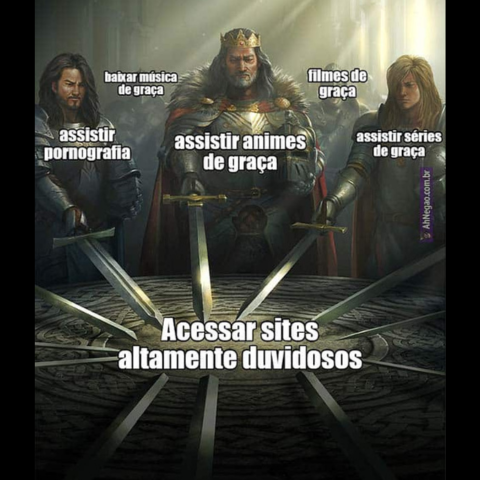 baixar música
de graça
filmes de
graça
assistir
pornografia
assistir animes
de graça
assistir séries
de graça
AhNegao.com.br
Acessar sites
altamente duvidosos